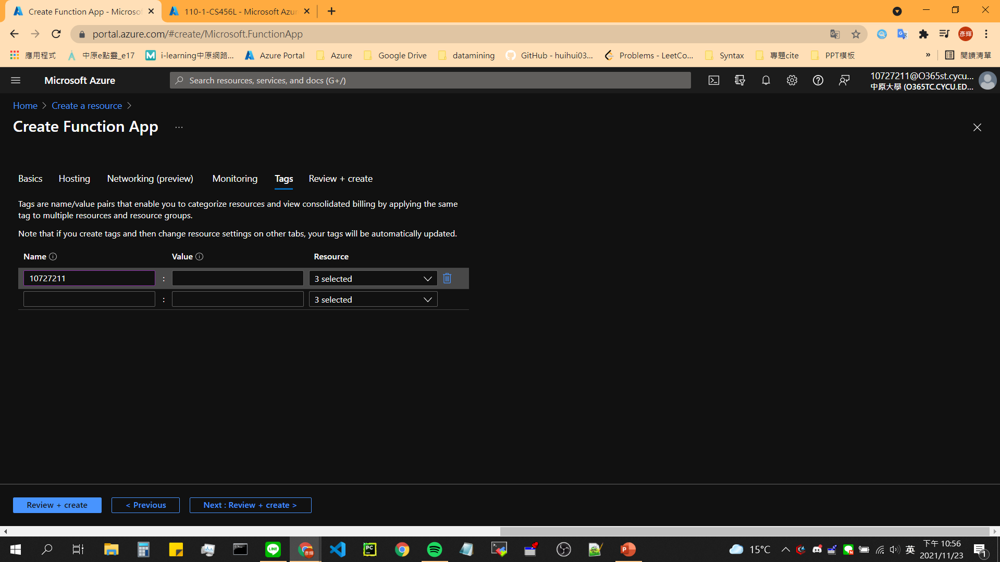 Create Function App - Microso
110-1-CS456L - Microsoft Azur
portal.azure.com/#create/Microsoft.FunctionApp
彥輝
應用程式
中原e點靈_e17
i-learning中原網路...
Azure Portal
Azure
Google Drive
datamining
GitHub - huihui03...
Problems - LeetCo...
Syntax
專題cite
PPT模板
»
閱讀清單
Microsoft Azure
Search resources, services, and docs (G+/)
10727211@O365st.cycu...
中原大學 (O365TC.CYCU.ED...
Home > Create a resource >
Create Function App ...
Basics
Hosting
Networking (preview)
Monitoring
Tags
Review + create
Tags are name/value pairs that enable you to categorize resources and view consolidated billing by applying the same
tag to multiple resources and resource groups.
Note that if you create tags and then change resource settings on other tabs, your tags will be automatically updated.
Name
Value
Resource
10727211
:
3 selected
:
3 selected
Review + create
< Previous
Next : Review + create >
LINE
PC
15°C
英
下午 10:56
2021/11/23
1